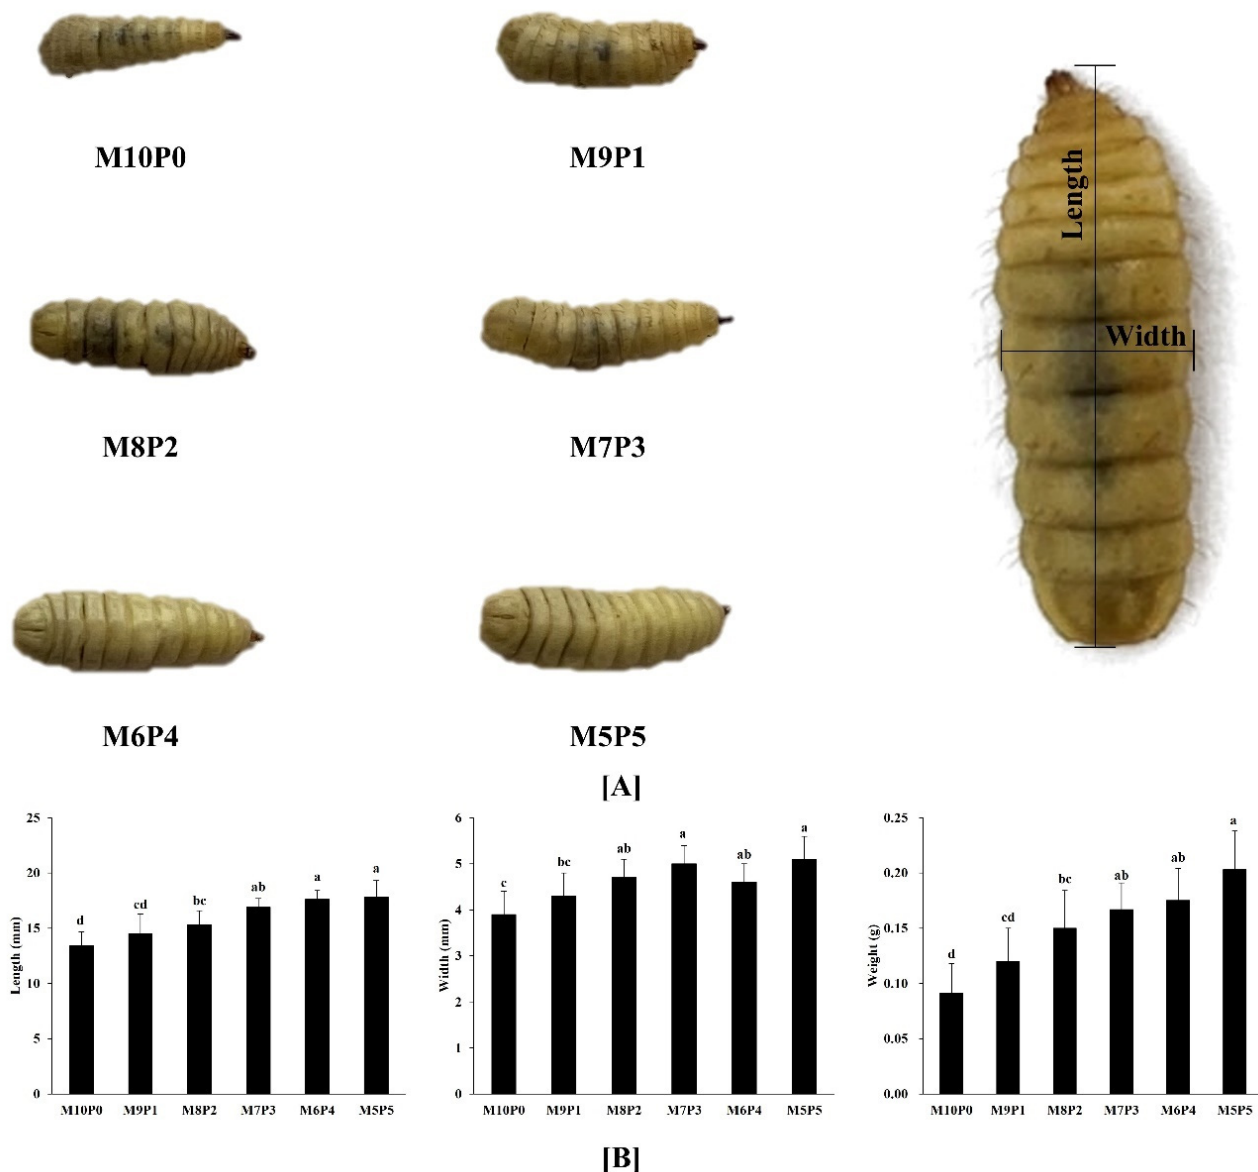 M10P0
M9P1
Length
Width
M8P2
M7P3
M6P4
M5P5
[A]
25
20
15
10
5
0
Length (mm)
d
cd
bc
ab
a
a
M10P0 M9P1 M8P2 M7P3 M6P4 M5P5
6
5
4
3
2
1
0
Width (mm)
c
bc
ab
a
ab
a
M10P0 M9P1 M8P2 M7P3 M6P4 M5P5
0.25
0.20
0.15
0.10
0.05
0.00
Weight (g)
d
cd
bc
ab
ab
a
M10P0 M9P1 M8P2 M7P3 M6P4 M5P5
[B]